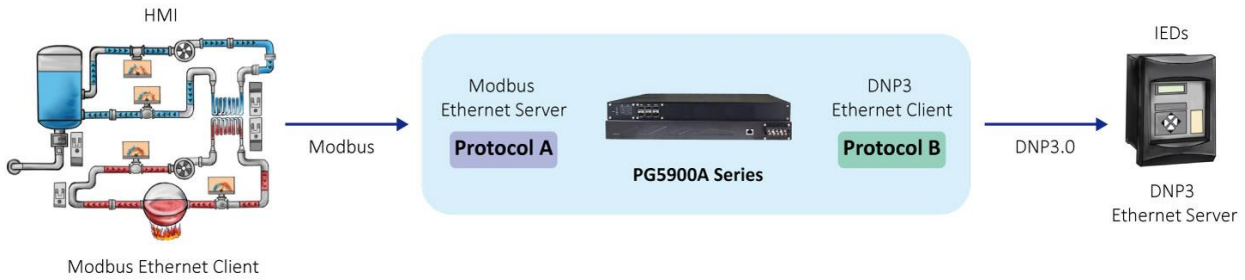 HMI
Modbus Ethernet Client
Modbus
Modbus
Ethernet Server
Protocol A
PG5900A Series
DNP3
Ethernet Client
Protocol B
DNP3.0
IEDs
DNP3
Ethernet Server